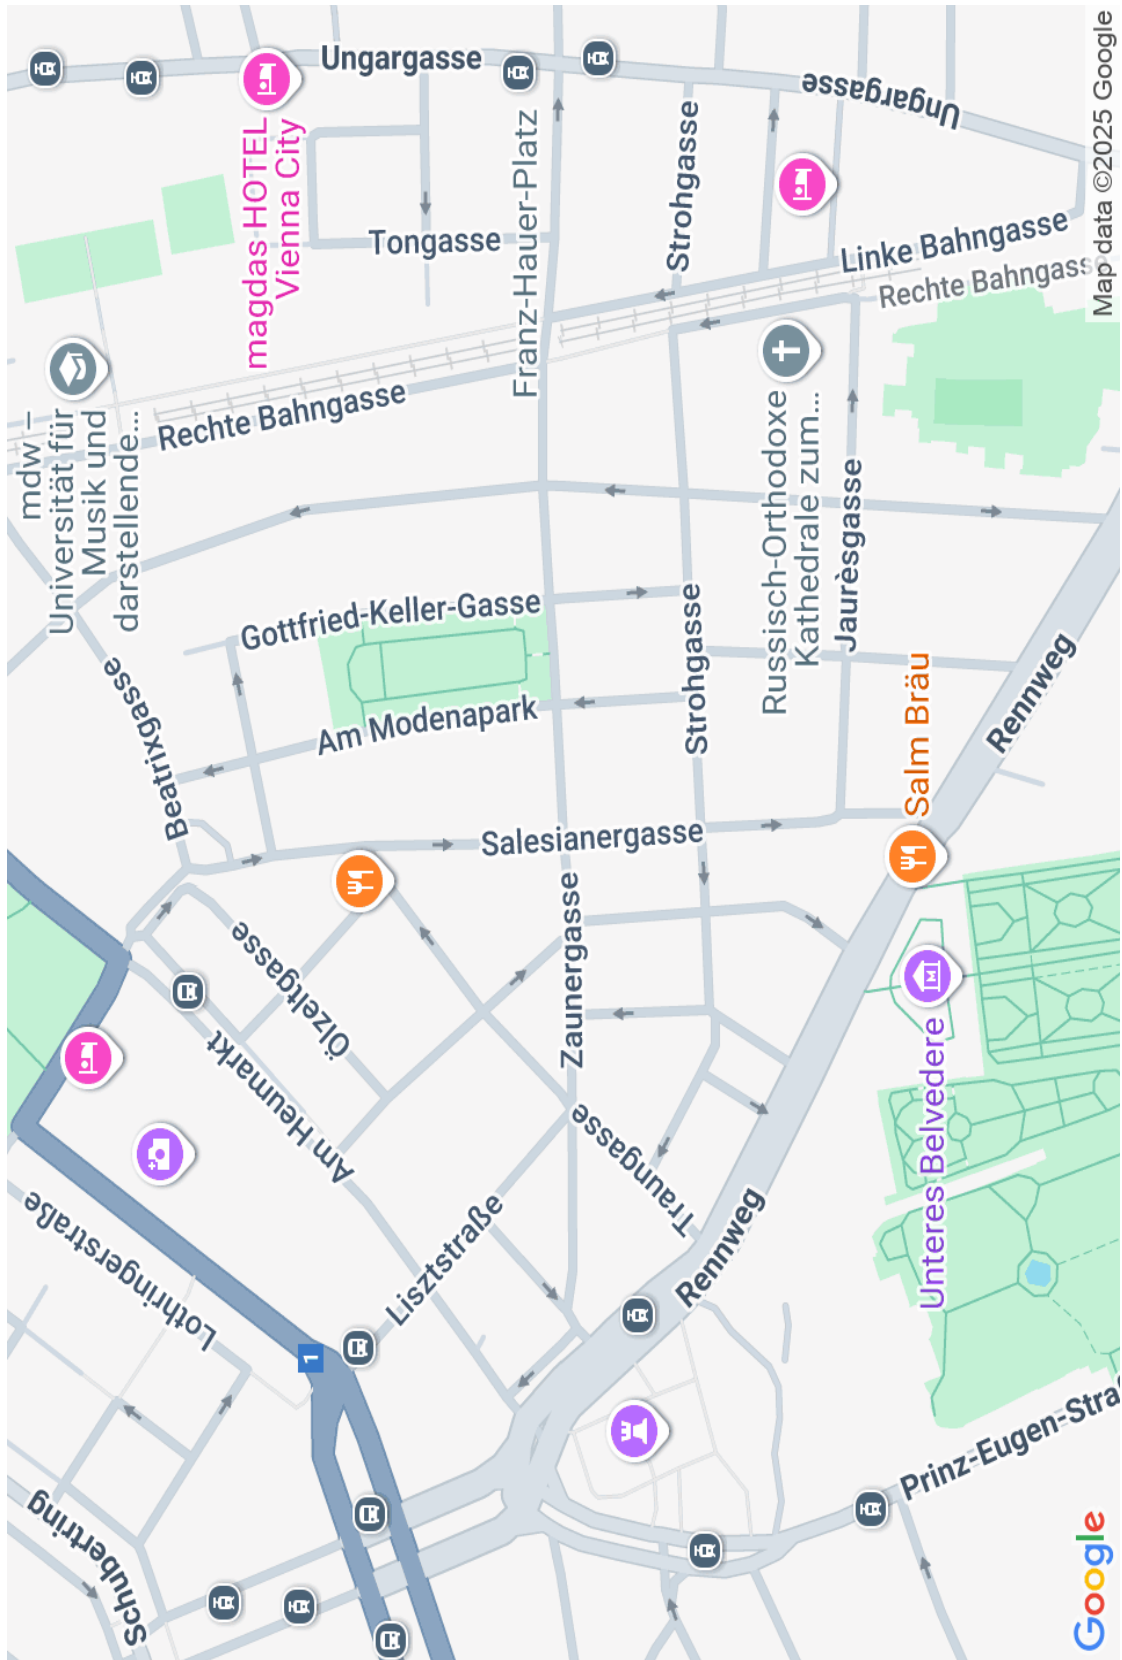 Schubertring
Lothringerstraße
1
Am Heumarkt
Ölzeltgasse
Lisztstraße
Traungasse
Zaunergasse
Rennweg
Prinz-Eugen-Stra
Unteres Belvedere
Beatrixgasse
Salesianergasse
Am Modenapark
Gottfried-Keller-Gasse
Strohgasse
Salm Bräu
Rennweg
Jaurèsgasse
Russisch-Orthodoxe
Kathedrale zum...
mdw –
Universität für
Musik und
darstellende...
Rechte Bahngasse
Franz-Hauer-Platz
magdas HOTEL
Vienna City
Tongasse
Ungargasse
Strohgasse
Ungargasse
Linke Bahngasse
Rechte Bahngasse
Google
Map data ©2025 Google